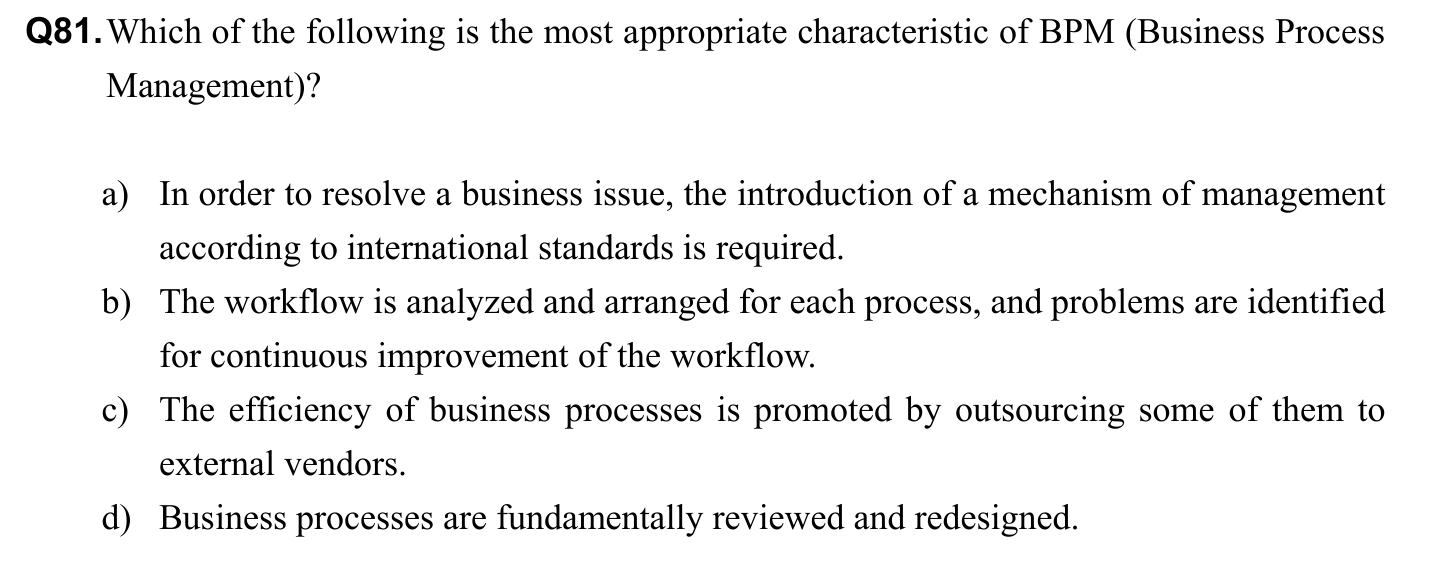 Q81. Which of the following is the most appropriate characteristic of BPM (Business Process
Management)?
a) In order to resolve a business issue, the introduction of a mechanism of management
according to international standards is required.
b) The workflow is analyzed and arranged for each process, and problems are identified
for continuous improvement of the workflow.
c) The efficiency of business processes is promoted by outsourcing some of them to
external vendors.
d) Business processes are fundamentally reviewed and redesigned.